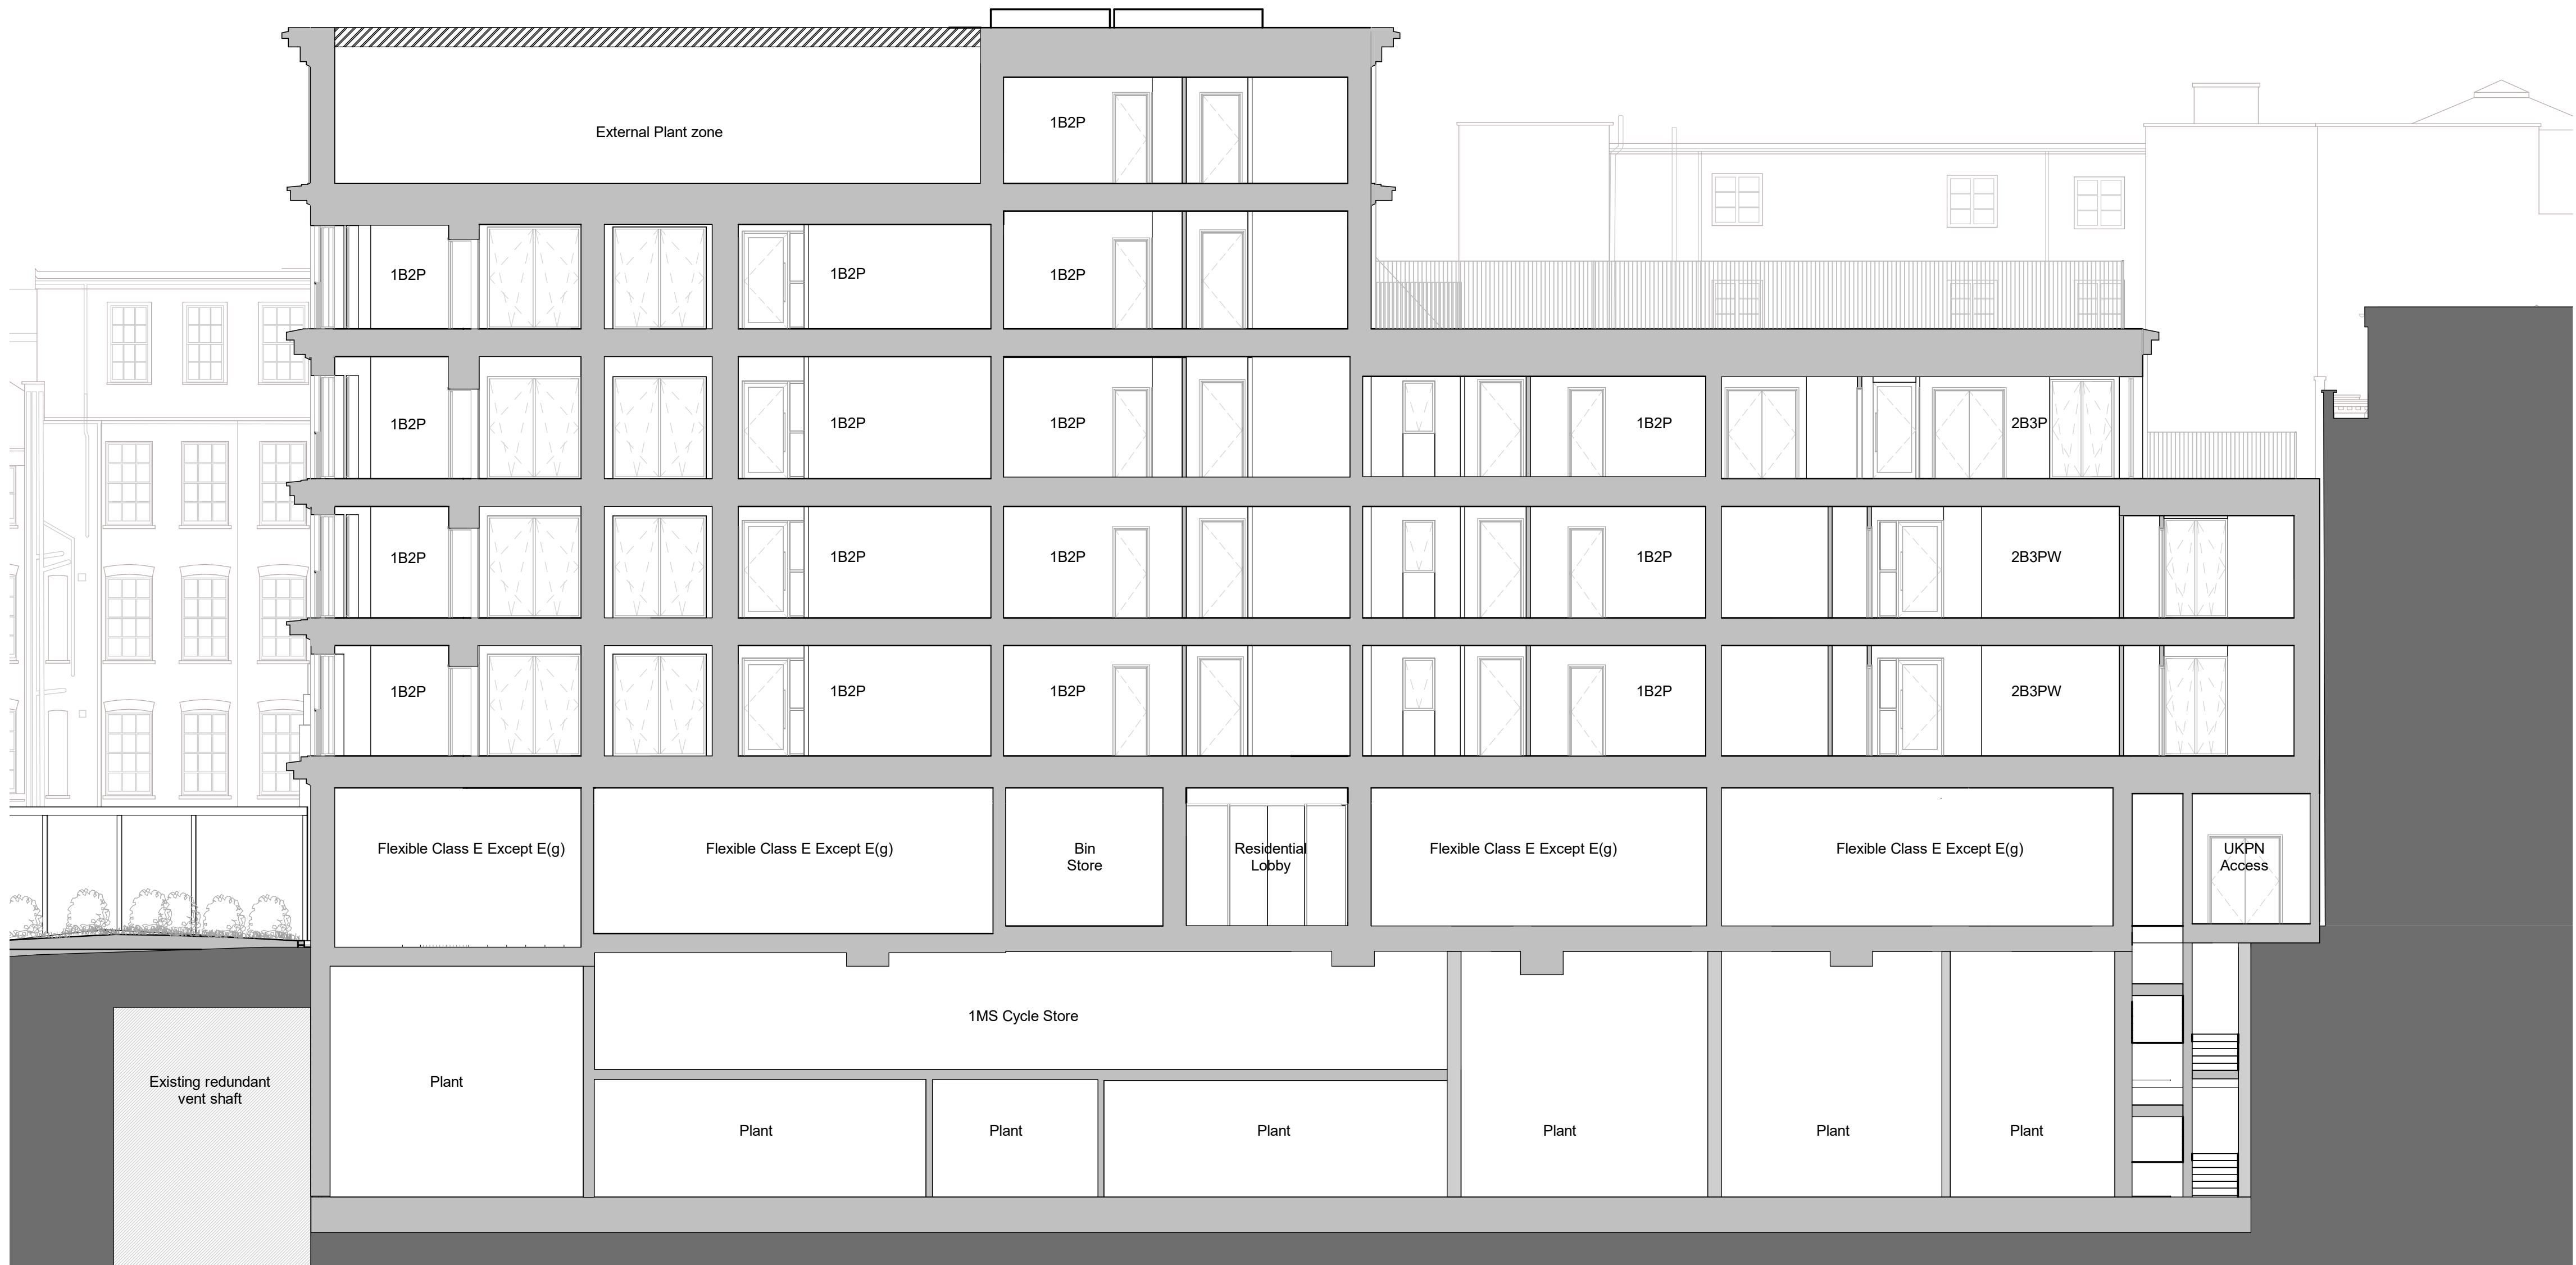 External Plant zone
1B2P
1B2P
1B2P
1B2P
1B2P
1B2P
1B2P
1B2P
2B3P
1B2P
1B2P
1B2P
1B2P
2B3PW
1B2P
1B2P
1B2P
1B2P
2B3PW
Flexible Class E Except E(g)
Flexible Class E Except E(g)
Bin
Store
Residential
Lobby
Flexible Class E Except E(g)
Flexible Class E Except E(g)
UKPN
Access
1MS Cycle Store
Existing redundant
vent shaft
Plant
Plant
Plant
Plant
Plant
Plant
Plant